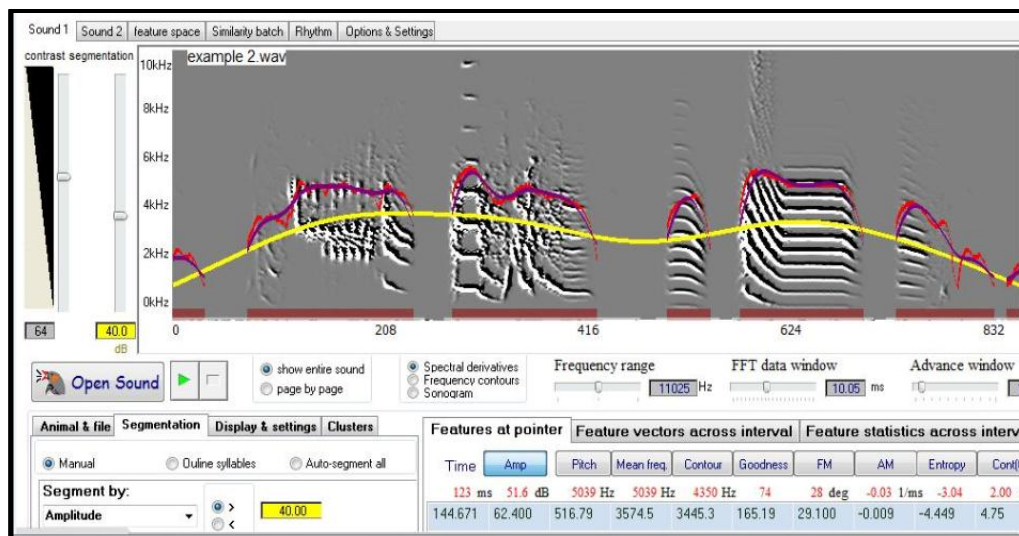 Sound 1 Sound 2 feature space Similarity batch Rhythm Options & Settings
contrast segmentation
example 2.wav
10kHz
8kHz
6kHz
4kHz
2kHz
0kHz
0 208 416 624 832
64 40.0
dB
Open Sound
show entire sound
page by page
Spectral derivatives
Frequency contours
Sonogram
Frequency range
11025 Hz
FFT data window
10.05 ms
Advance window
Animal & file Segmentation Display & settings Clusters
Manual Ouline syllables Auto-segment all
Segment by:
Amplitude
> 40.00
<
Features at pointer Feature vectors across interval Feature statistics across interv
Time Amp Pitch Mean freq. Contour Goodness FM AM Entropy Cont(
123 ms 51.6 dB 5039 Hz 5039 Hz 4350 Hz 74 28 deg -0.03 1/ms -3.04 2.00
144.671 62.400 516.79 3574.5 3445.3 165.19 29.100 -0.009 -4.449 4.75